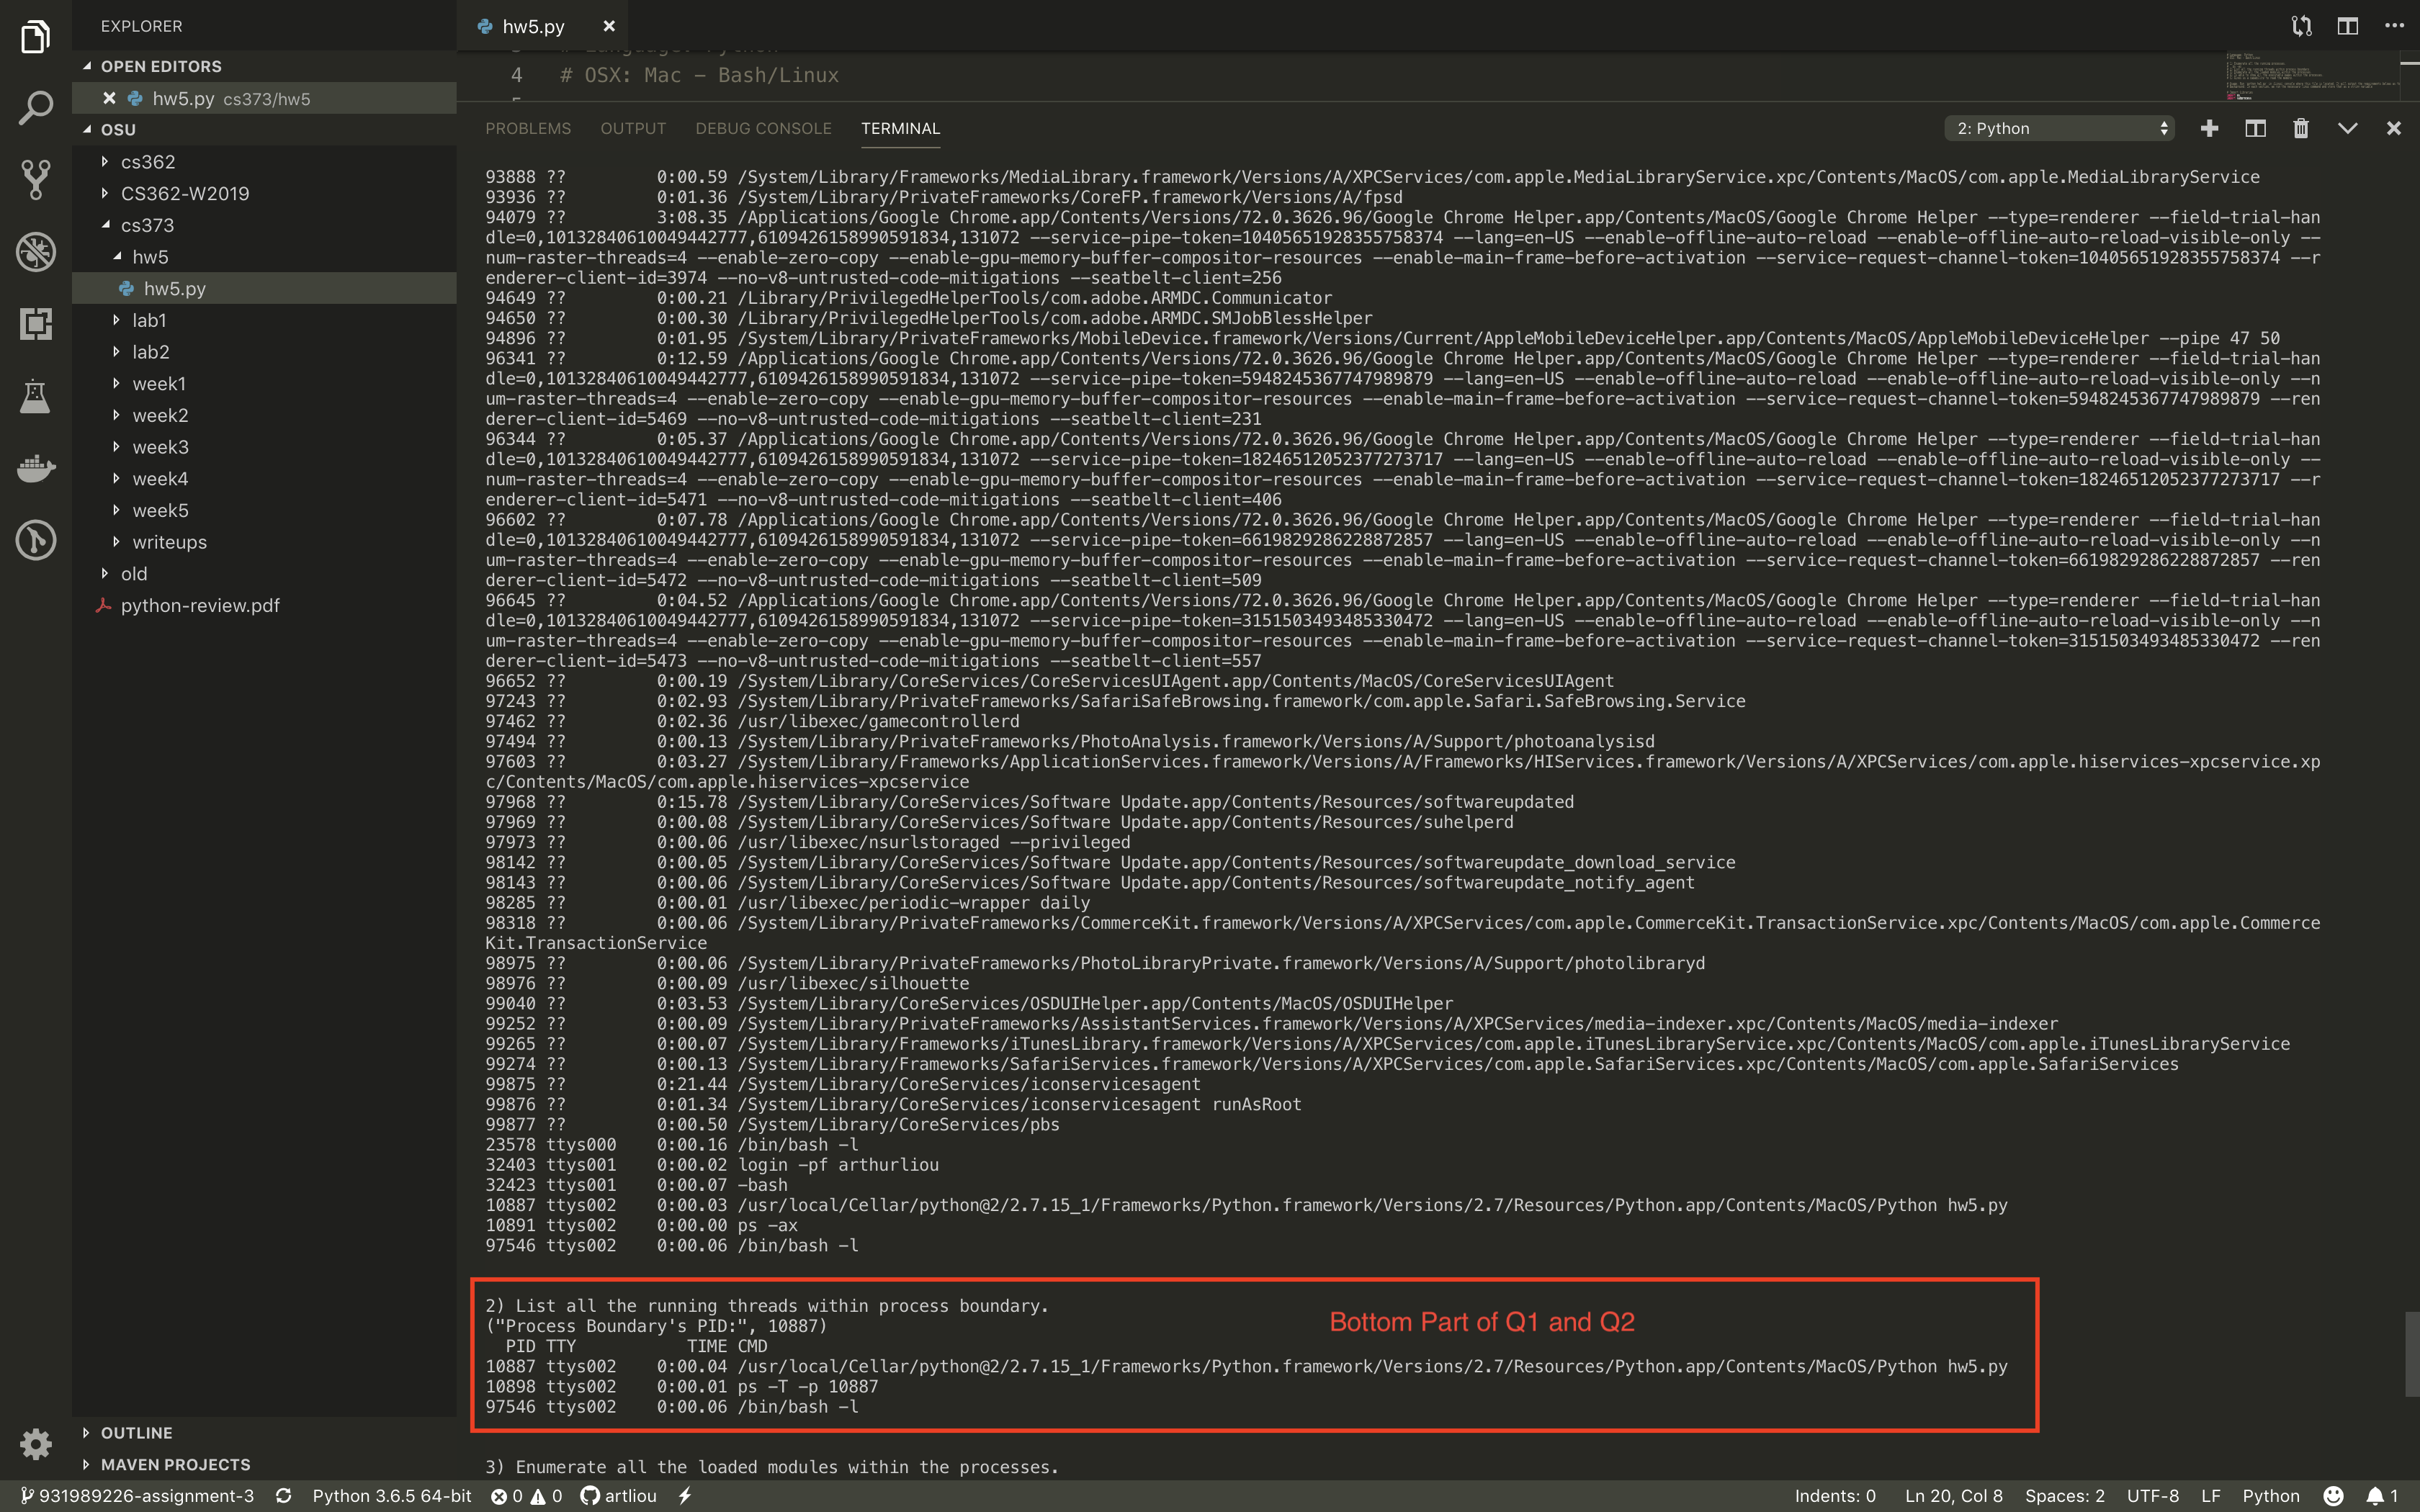 EXPLORER
OPEN EDITORS
hw5.py cs373/hw5
OSU
cs362
CS362-W2019
cs373
hw5
hw5.py
lab1
lab2
week1
week2
week3
week4
week5
writeups
old
python-review.pdf
OUTLINE
MAVEN PROJECTS
hw5.py
4 # OSX: Mac – Bash/Linux
PROBLEMS OUTPUT DEBUG CONSOLE TERMINAL 2: Python
93888 ?? 0:00.59 /System/Library/Frameworks/MediaLibrary.framework/Versions/A/XPCServices/com.apple.MediaLibraryService.xpc/Contents/MacOS/com.apple.MediaLibraryService
93936 ?? 0:01.36 /System/Library/PrivateFrameworks/CoreFP.framework/Versions/A/fpsd
94079 ?? 3:08.35 /Applications/Google Chrome.app/Contents/Versions/72.0.3626.96/Google Chrome Helper.app/Contents/MacOS/Google Chrome Helper --type=renderer --field-trial-han
dle=0,10132840610049442777,6109426158990591834,131072 --service-pipe-token=10405651928355758374 --lang=en-US --enable-offline-auto-reload --enable-offline-auto-reload-visible-only --
num-raster-threads=4 --enable-zero-copy --enable-gpu-memory-buffer-compositor-resources --enable-main-frame-before-activation --service-request-channel-token=10405651928355758374 --r
enderer-client-id=3974 --no-v8-untrusted-code-mitigations --seatbelt-client=256
94649 ?? 0:00.21 /Library/PrivilegedHelperTools/com.adobe.ARMDC.Communicator
94650 ?? 0:00.30 /Library/PrivilegedHelperTools/com.adobe.ARMDC.SMJobBlessHelper
94896 ?? 0:01.95 /System/Library/PrivateFrameworks/MobileDevice.framework/Versions/Current/AppleMobileDeviceHelper.app/Contents/MacOS/AppleMobileDeviceHelper --pipe 47 50
96341 ?? 0:12.59 /Applications/Google Chrome.app/Contents/Versions/72.0.3626.96/Google Chrome Helper.app/Contents/MacOS/Google Chrome Helper --type=renderer --field-trial-han
dle=0,10132840610049442777,6109426158990591834,131072 --service-pipe-token=5948245367747989879 --lang=en-US --enable-offline-auto-reload --enable-offline-auto-reload-visible-only --n
um-raster-threads=4 --enable-zero-copy --enable-gpu-memory-buffer-compositor-resources --enable-main-frame-before-activation --service-request-channel-token=5948245367747989879 --ren
derer-client-id=5469 --no-v8-untrusted-code-mitigations --seatbelt-client=231
96344 ?? 0:05.37 /Applications/Google Chrome.app/Contents/Versions/72.0.3626.96/Google Chrome Helper.app/Contents/MacOS/Google Chrome Helper --type=renderer --field-trial-han
dle=0,10132840610049442777,6109426158990591834,131072 --service-pipe-token=18246512052377273717 --lang=en-US --enable-offline-auto-reload --enable-offline-auto-reload-visible-only --
num-raster-threads=4 --enable-zero-copy --enable-gpu-memory-buffer-compositor-resources --enable-main-frame-before-activation --service-request-channel-token=18246512052377273717 --r
enderer-client-id=5471 --no-v8-untrusted-code-mitigations --seatbelt-client=406
96602 ?? 0:07.78 /Applications/Google Chrome.app/Contents/Versions/72.0.3626.96/Google Chrome Helper.app/Contents/MacOS/Google Chrome Helper --type=renderer --field-trial-han
dle=0,10132840610049442777,6109426158990591834,131072 --service-pipe-token=6619829286228872857 --lang=en-US --enable-offline-auto-reload --enable-offline-auto-reload-visible-only --n
um-raster-threads=4 --enable-zero-copy --enable-gpu-memory-buffer-compositor-resources --enable-main-frame-before-activation --service-request-channel-token=6619829286228872857 --ren
derer-client-id=5472 --no-v8-untrusted-code-mitigations --seatbelt-client=509
96645 ?? 0:04.52 /Applications/Google Chrome.app/Contents/Versions/72.0.3626.96/Google Chrome Helper.app/Contents/MacOS/Google Chrome Helper --type=renderer --field-trial-han
dle=0,10132840610049442777,6109426158990591834,131072 --service-pipe-token=3151503493485330472 --lang=en-US --enable-offline-auto-reload --enable-offline-auto-reload-visible-only --n
um-raster-threads=4 --enable-zero-copy --enable-gpu-memory-buffer-compositor-resources --enable-main-frame-before-activation --service-request-channel-token=3151503493485330472 --ren
derer-client-id=5473 --no-v8-untrusted-code-mitigations --seatbelt-client=557
96652 ?? 0:00.19 /System/Library/CoreServices/CoreServicesUIAgent.app/Contents/MacOS/CoreServicesUIAgent
97243 ?? 0:02.93 /System/Library/PrivateFrameworks/SafariSafeBrowsing.framework/com.apple.Safari.SafeBrowsing.Service
97462 ?? 0:02.36 /usr/libexec/gamecontrollerd
97494 ?? 0:00.13 /System/Library/PrivateFrameworks/PhotoAnalysis.framework/Versions/A/Support/photoanalysisd
97603 ?? 0:03.27 /System/Library/Frameworks/ApplicationServices.framework/Versions/A/Frameworks/HIServices.framework/Versions/A/XPCServices/com.apple.hiservices-xpcservice.xp
c/Contents/MacOS/com.apple.hiservices-xpcservice
97968 ?? 0:15.78 /System/Library/CoreServices/Software Update.app/Contents/Resources/softwareupdated
97969 ?? 0:00.08 /System/Library/CoreServices/Software Update.app/Contents/Resources/suhelperd
97973 ?? 0:00.06 /usr/libexec/nsurlstoraged --privileged
98142 ?? 0:00.05 /System/Library/CoreServices/Software Update.app/Contents/Resources/softwareupdate_download_service
98143 ?? 0:00.06 /System/Library/CoreServices/Software Update.app/Contents/Resources/softwareupdate_notify_agent
98285 ?? 0:00.01 /usr/libexec/periodic-wrapper daily
98318 ?? 0:00.06 /System/Library/PrivateFrameworks/CommerceKit.framework/Versions/A/XPCServices/com.apple.CommerceKit.TransactionService.xpc/Contents/MacOS/com.apple.Commerce
Kit.TransactionService
98975 ?? 0:00.06 /System/Library/PrivateFrameworks/PhotoLibraryPrivate.framework/Versions/A/Support/photolibraryd
98976 ?? 0:00.09 /usr/libexec/silhouette
99040 ?? 0:03.53 /System/Library/CoreServices/OSDUIHelper.app/Contents/MacOS/OSDUIHelper
99252 ?? 0:00.09 /System/Library/PrivateFrameworks/AssistantServices.framework/Versions/A/XPCServices/media-indexer.xpc/Contents/MacOS/media-indexer
99265 ?? 0:00.07 /System/Library/Frameworks/iTunesLibrary.framework/Versions/A/XPCServices/com.apple.iTunesLibraryService.xpc/Contents/MacOS/com.apple.iTunesLibraryService
99274 ?? 0:00.13 /System/Library/Frameworks/SafariServices.framework/Versions/A/XPCServices/com.apple.SafariServices.xpc/Contents/MacOS/com.apple.SafariServices
99875 ?? 0:21.44 /System/Library/CoreServices/iconservicesagent
99876 ?? 0:01.34 /System/Library/CoreServices/iconservicesagent runAsRoot
99877 ?? 0:00.50 /System/Library/CoreServices/pbs
23578 ttys000 0:00.16 /bin/bash -l
32403 ttys001 0:00.02 login -pf arthurliou
32423 ttys001 0:00.07 -bash
10887 ttys002 0:00.03 /usr/local/Cellar/python@2/2.7.15_1/Frameworks/Python.framework/Versions/2.7/Resources/Python.app/Contents/MacOS/Python hw5.py
10891 ttys002 0:00.00 ps -ax
97546 ttys002 0:00.06 /bin/bash -l
2) List all the running threads within process boundary.
("Process Boundary's PID:", 10887)
Bottom Part of Q1 and Q2
PID TTY TIME CMD
10887 ttys002 0:00.04 /usr/local/Cellar/python@2/2.7.15_1/Frameworks/Python.framework/Versions/2.7/Resources/Python.app/Contents/MacOS/Python hw5.py
10898 ttys002 0:00.01 ps -T -p 10887
97546 ttys002 0:00.06 /bin/bash -l
3) Enumerate all the loaded modules within the processes.
931989226-assignment-3 Python 3.6.5 64-bit 0 0 artliou Indents: 0 Ln 20, Col 8 Spaces: 2 UTF-8 LF Python 1